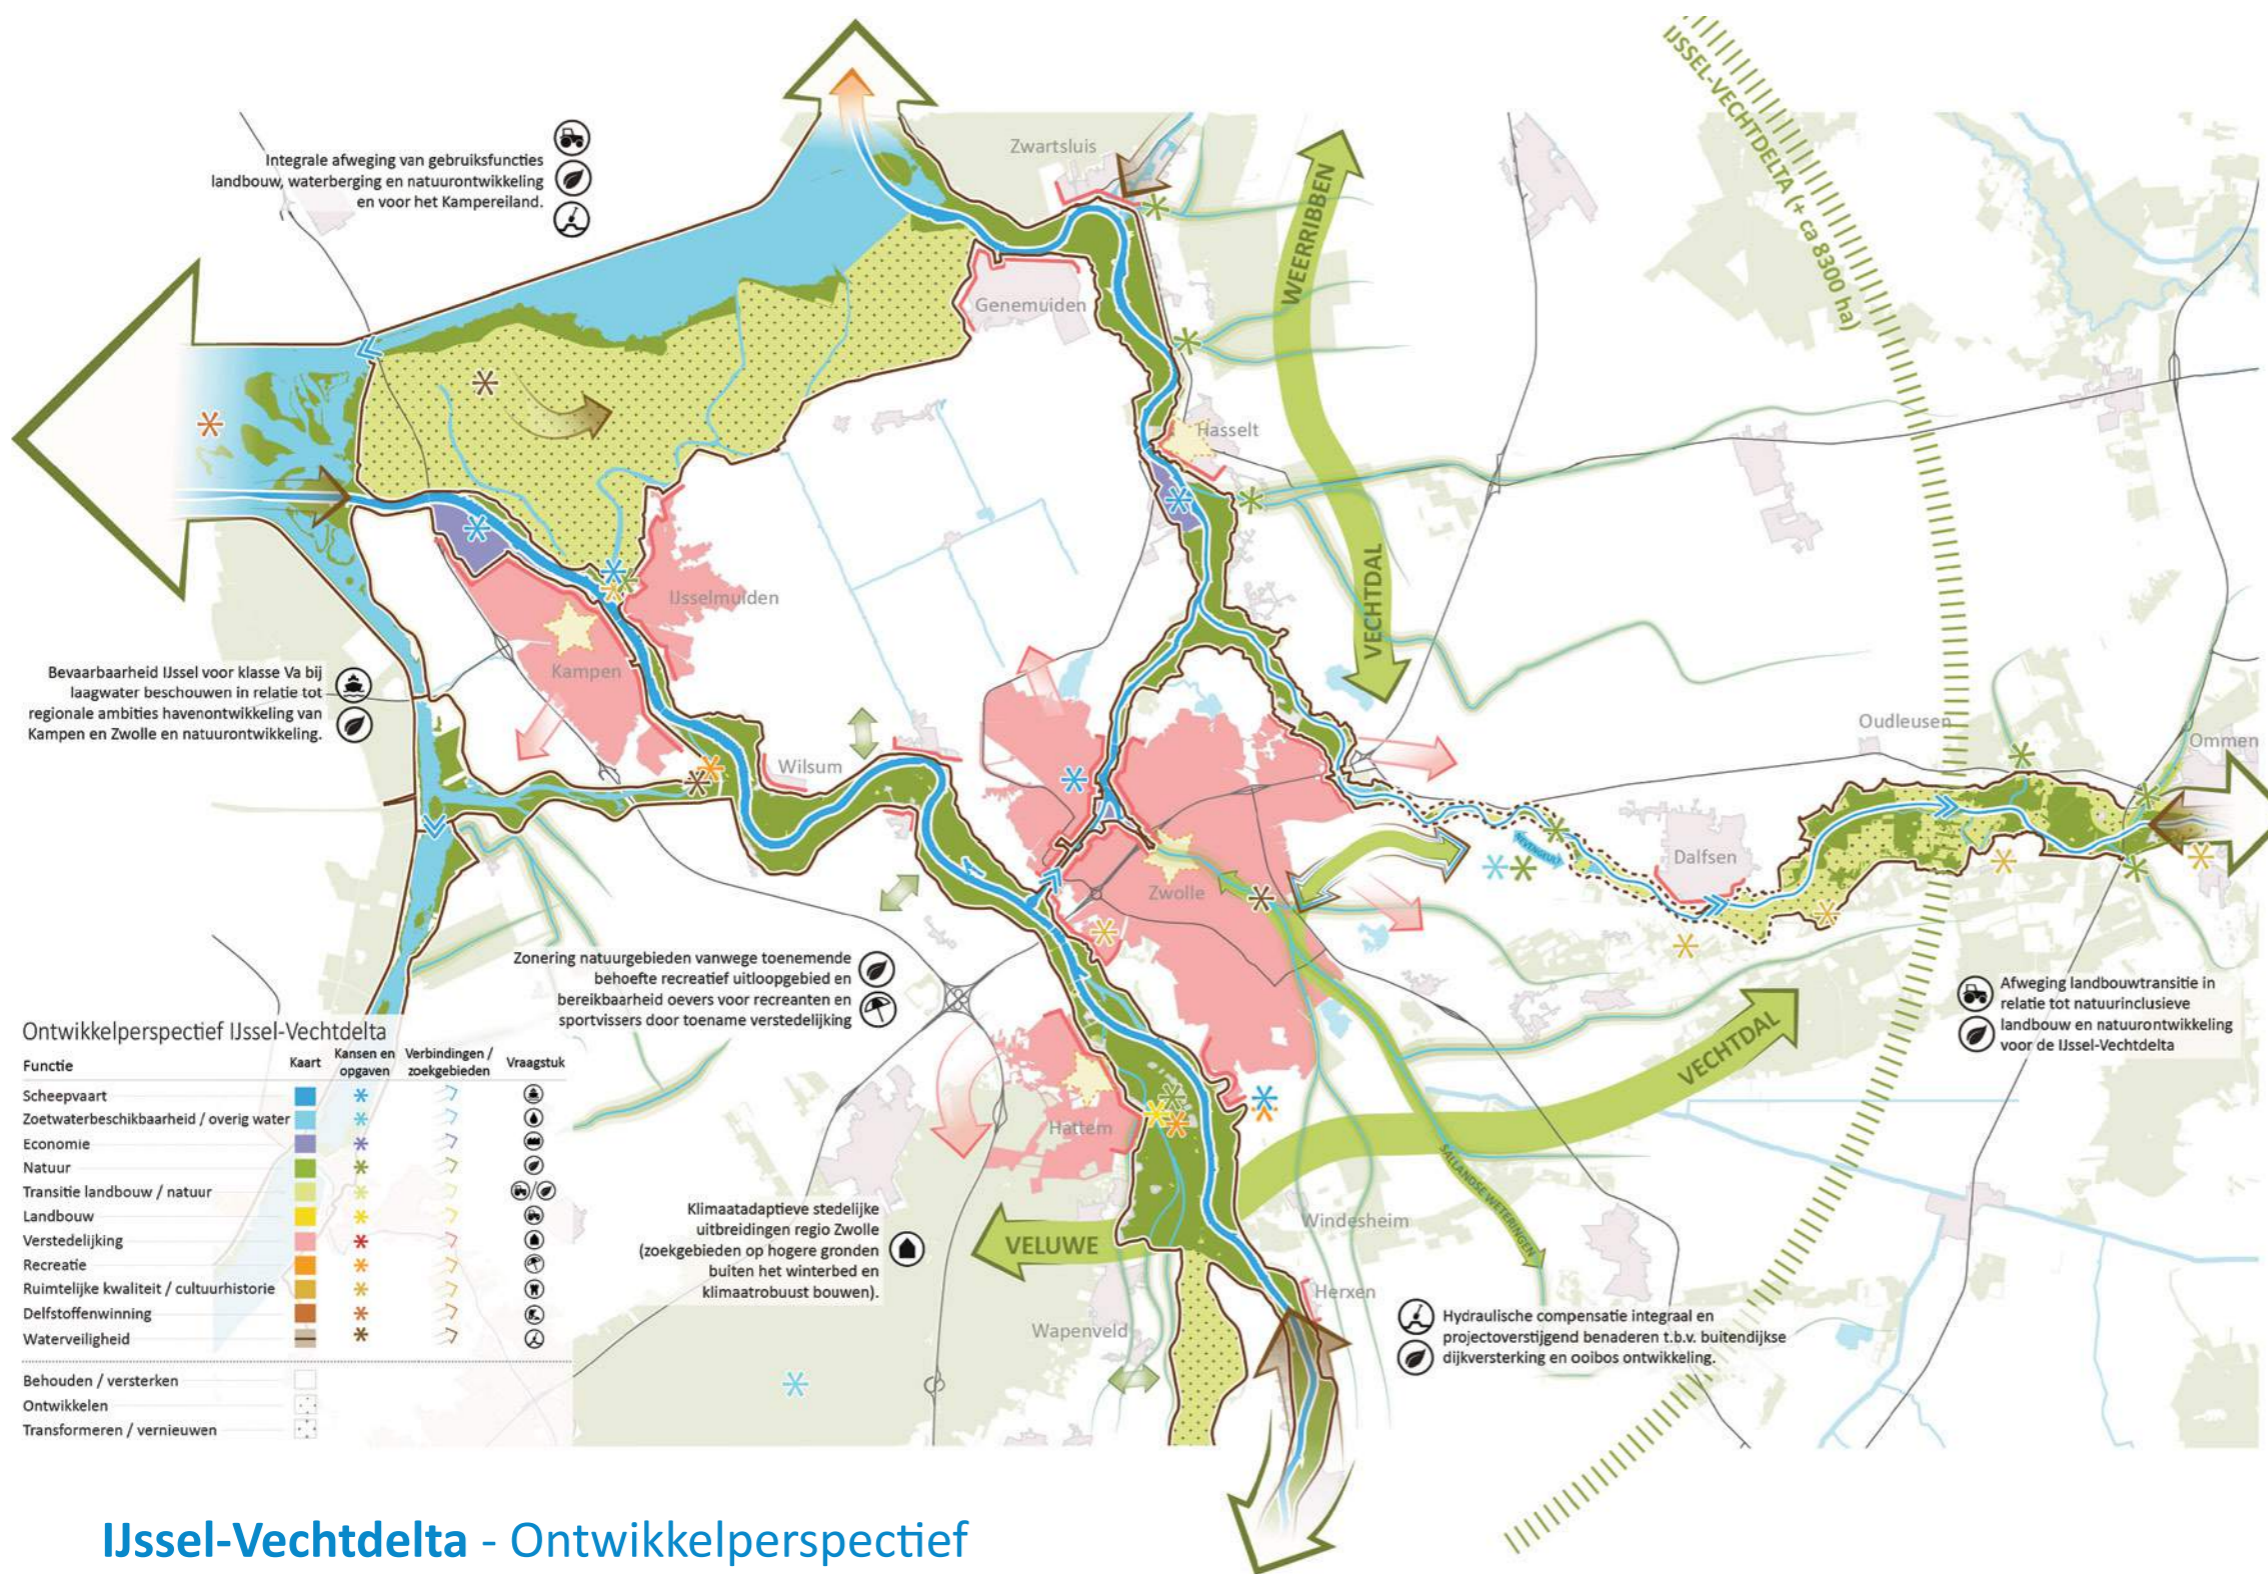 IJSSEL-VECHTDELTA (+ ca 8300 ha)
Zwartsluis
Integrale afweging van gebruiksfuncties
landbouw, waterberging en natuurontwikkeling
en voor het Kampereiland.
WEERRIBBEN
Genemuiden
Hasselt
VECHTDAL
IJsselmuiden
Kampen
Bevaarbaarheid IJssel voor klasse Va bij
laagwater beschouwen in relatie tot
regionale ambities havenontwikkeling van
Kampen en Zwolle en natuurontwikkeling.
Oudleusen
Ommen
Wilsum
NEVENGEUL
Dalfsen
Zwolle
Zonering natuurgebieden vanwege toenemende
behoefte recreatief uitloopgebied en
bereikbaarheid oevers voor recreanten en
sportvissers door toename verstedelijking
Afweging landbouwtransitie in
relatie tot natuurinclusieve
landbouw en natuurontwikkeling
voor de IJssel-Vechtdelta
VECHTDAL
Hattem
SALLANDSE WETERINGEN
Klimaatadaptieve stedelijke
uitbreidingen regio Zwolle
(zoekgebieden op hogere gronden
buiten het winterbed en
klimaatrobuust bouwen).
VELUWE
Windesheim
Herxen
Wapenveld
Hydraulische compensatie integraal en
projectoverstijgend benaderen t.b.v. buitendijkse
dijkversterking en ooibos ontwikkeling.
Ontwikkelperspectief IJssel-Vechtdelta
Functie Kaart Kansen en opgaven Verbindingen / zoekgebieden Vraagstuk
Scheepvaart
Zoetwaterbeschikbaarheid / overig water
Economie
Natuur
Transitie landbouw / natuur
Landbouw
Verstedelijking
Recreatie
Ruimtelijke kwaliteit / cultuurhistorie
Delfstoffenwinning
Waterveiligheid
Behouden / versterken
Ontwikkelen
Transformeren / vernieuwen
IJssel-Vechtdelta - Ontwikkelperspectief